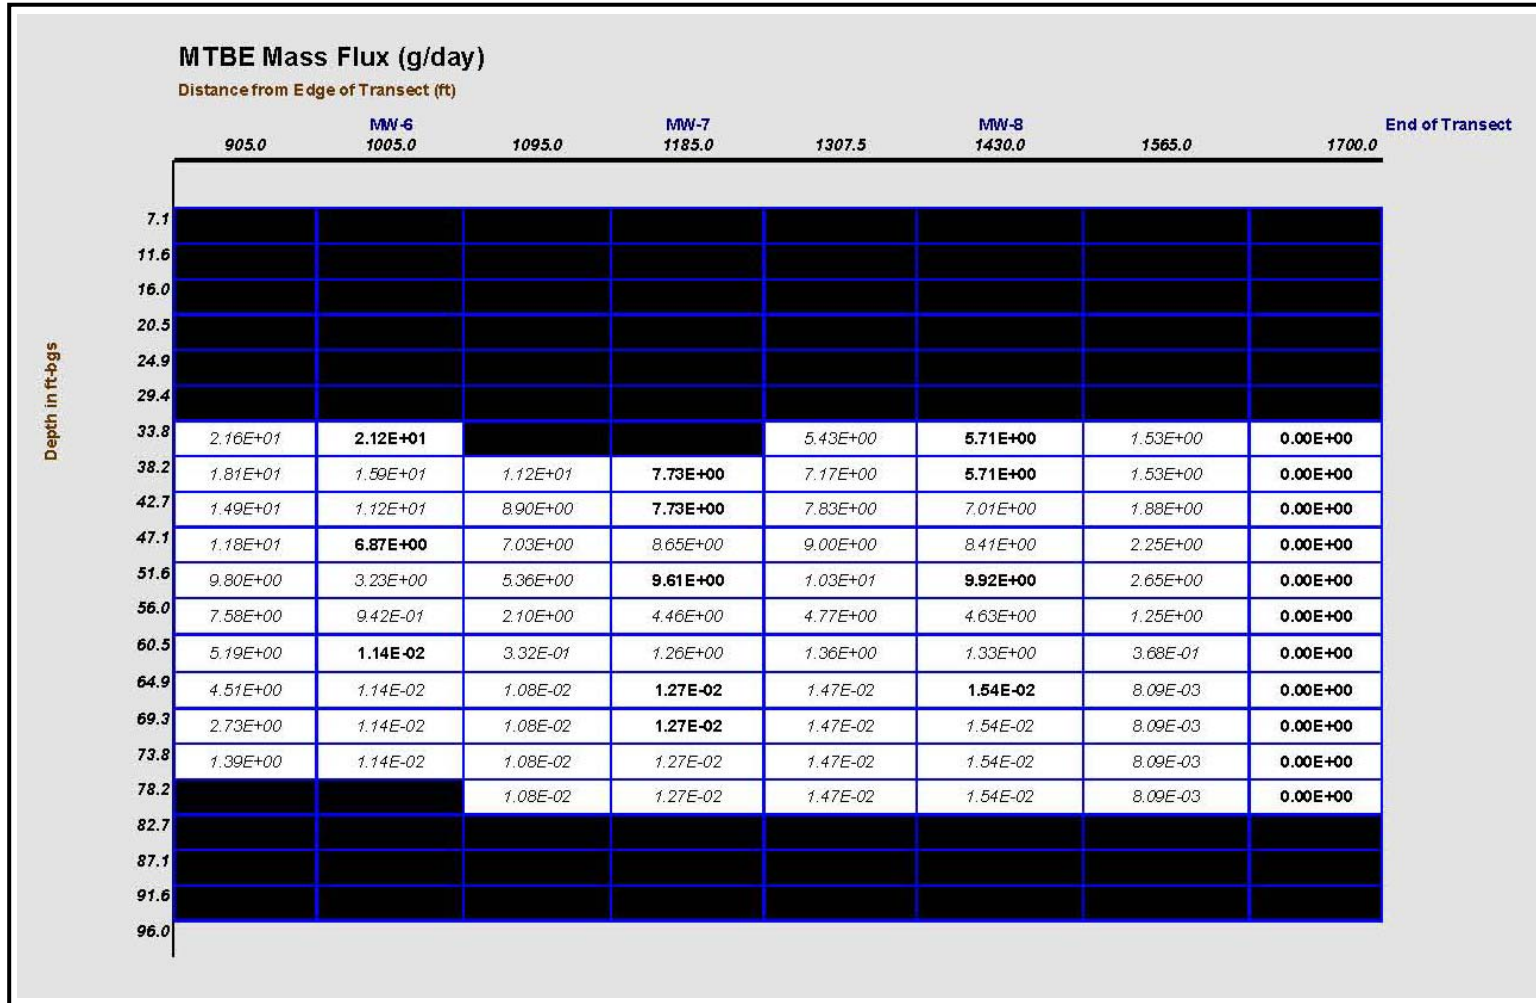 MTBE Mass Flux (g/day)
Distance from Edge of Transect (ft)
MW-6 MW-7 MW-8 End of Transect
905.0 1005.0 1095.0 1185.0 1307.5 1430.0 1565.0 1700.0
Depth in ft-bgs
7.1
11.6
16.0
20.5
24.9
29.4
33.8
2.16E+01 2.12E+01 5.43E+00 5.71E+00 1.53E+00 0.00E+00
38.2
1.81E+01 1.59E+01 1.12E+01 7.73E+00 7.17E+00 5.71E+00 1.53E+00 0.00E+00
42.7
1.49E+01 1.12E+01 8.90E+00 7.73E+00 7.83E+00 7.01E+00 1.88E+00 0.00E+00
47.1
1.18E+01 6.87E+00 7.03E+00 8.65E+00 9.00E+00 8.41E+00 2.25E+00 0.00E+00
51.6
9.80E+00 3.23E+00 5.36E+00 9.61E+00 1.03E+01 9.92E+00 2.65E+00 0.00E+00
56.0
7.58E+00 9.42E-01 2.10E+00 4.46E+00 4.77E+00 4.63E+00 1.25E+00 0.00E+00
60.5
5.19E+00 1.14E-02 3.32E-01 1.26E+00 1.36E+00 1.33E+00 3.68E-01 0.00E+00
64.9
4.51E+00 1.14E-02 1.08E-02 1.27E-02 1.47E-02 1.54E-02 8.09E-03 0.00E+00
69.3
2.73E+00 1.14E-02 1.08E-02 1.27E-02 1.47E-02 1.54E-02 8.09E-03 0.00E+00
73.8
1.39E+00 1.14E-02 1.08E-02 1.27E-02 1.47E-02 1.54E-02 8.09E-03 0.00E+00
78.2
1.08E-02 1.27E-02 1.47E-02 1.54E-02 8.09E-03 0.00E+00
82.7
87.1
91.6
96.0